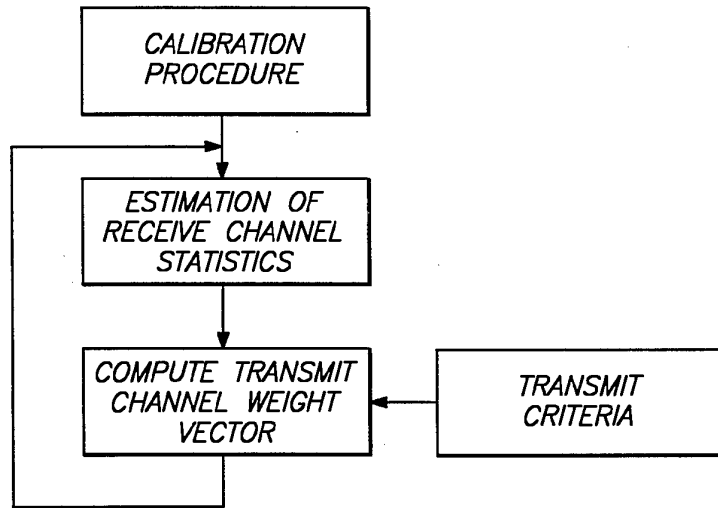 CALIBRATION
PROCEDURE
ESTIMATION OF
RECEIVE CHANNEL
STATISTICS
COMPUTE TRANSMIT
CHANNEL WEIGHT
VECTOR
TRANSMIT
CRITERIA